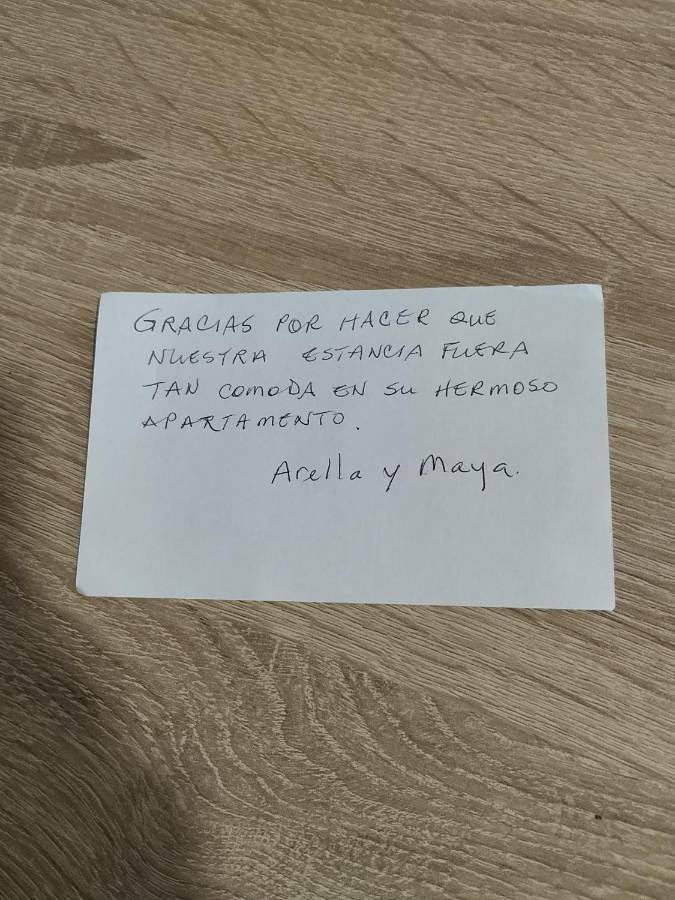 GRACIAS POR HACER QUE
NUESTRA ESTANCIA FUERA
TAN COMODA EN SU HERMOSO
APARTAMENTO.
Arella y Maya.